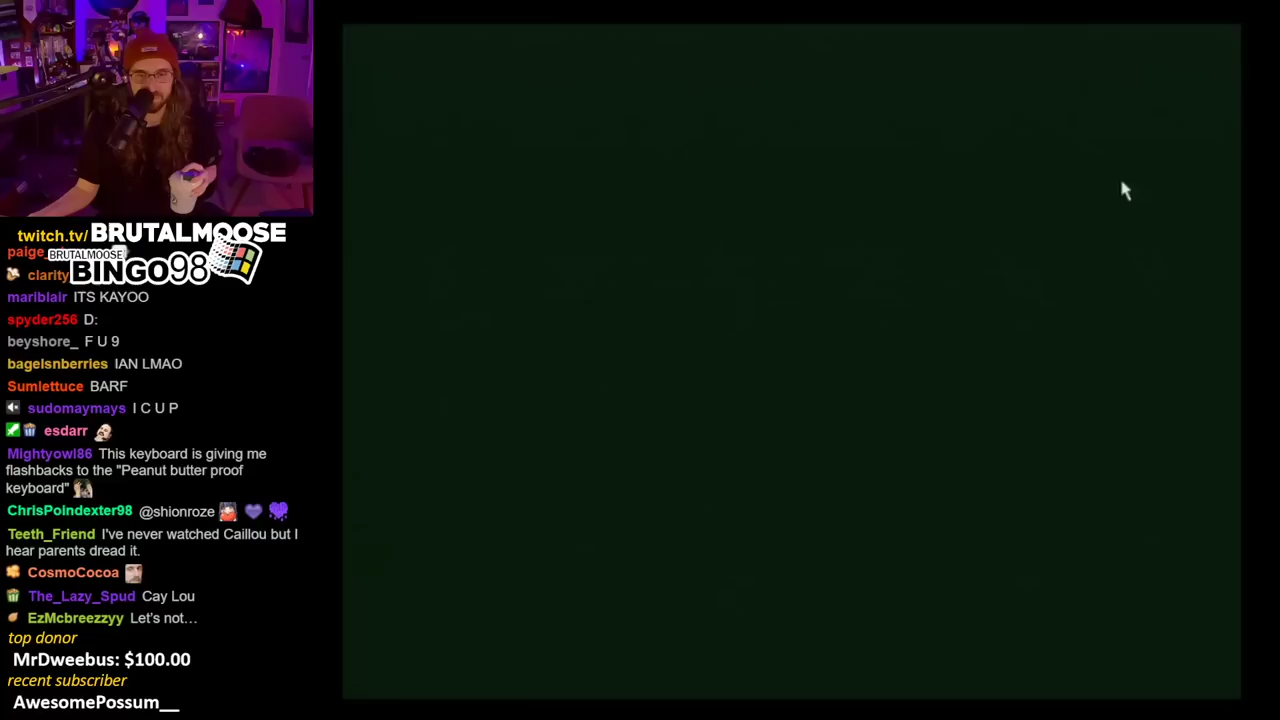 twitch.tv/BRUTALMOOSE
paige_
BRUTALMOOSE
BINGO98
clarity
mariblair ITS KAYOO
spyder256 D:
beyshore_ F U 9
bagelsnberries IAN LMAO
Sumlettuce BARF
sudomaymays I C U P
esdarr
Mightyowl86 This keyboard is giving me
flashbacks to the "Peanut butter proof
keyboard"
ChrisPoindexter98 @shionroze
Teeth_Friend I've never watched Caillou but I
hear parents dread it.
CosmoCocoa
The_Lazy_Spud Cay Lou
EzMcbreezzyy Let's not...
top donor
MrDweebus: $100.00
recent subscriber
AwesomePossum__